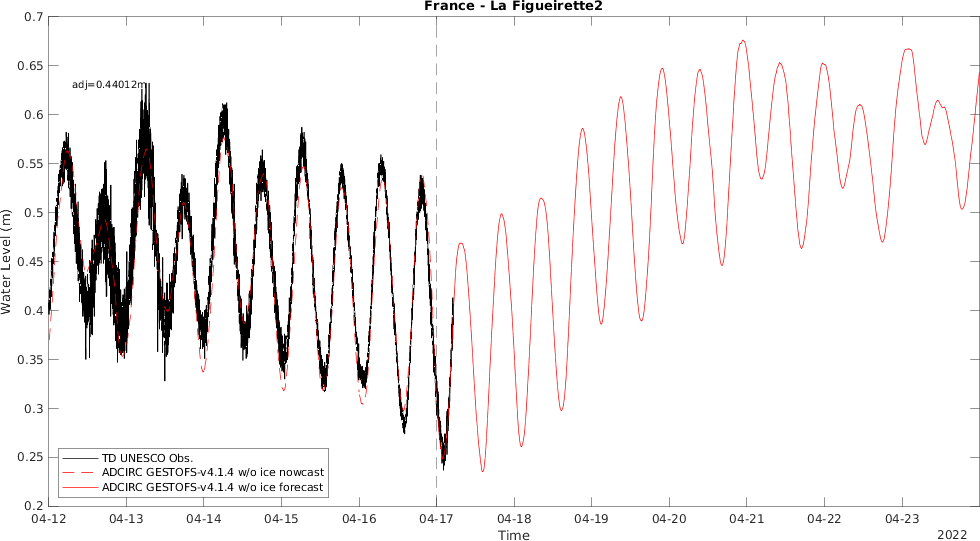 France - La Figueirette2
0.7
0.65
0.6
0.55
0.5
0.45
0.4
0.35
0.3
0.25
0.2
Water Level (m)
adj=0.44012m
TD UNESCO Obs.
ADCIRC GESTOFS-v4.1.4 w/o ice nowcast
ADCIRC GESTOFS-v4.1.4 w/o ice forecast
04-12 04-13 04-14 04-15 04-16 04-17 04-18 04-19 04-20 04-21 04-22 04-23
Time
2022